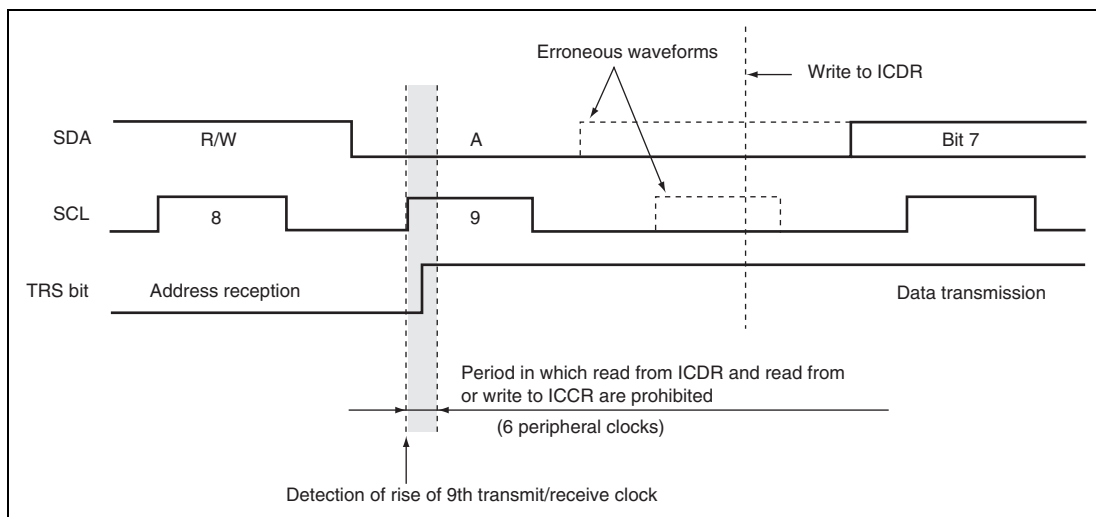 Erroneous waveforms
Write to ICDR
SDA
R/W
A
Bit 7
SCL
8
9
TRS bit
Address reception
Data transmission
Period in which read from ICDR and read from
or write to ICCR are prohibited
(6 peripheral clocks)
Detection of rise of 9th transmit/receive clock